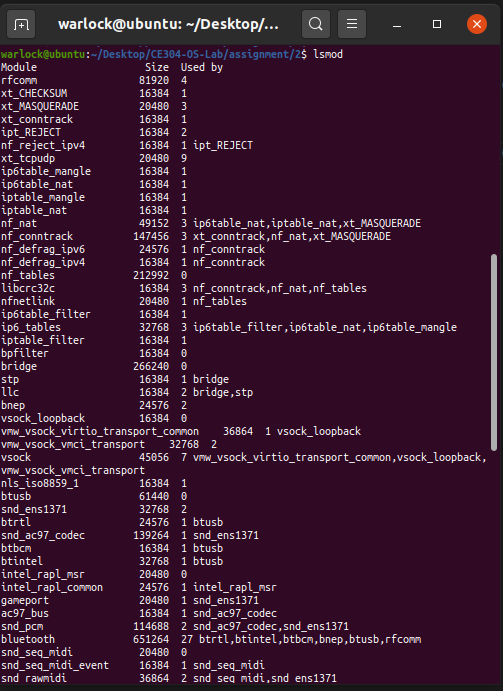 warlock@ubuntu: ~/Desktop/...
warlock@ubuntu:~/Desktop/CE304-OS-Lab/assignment/2$ lsmod
Module                  Size  Used by
rfcomm                 81920  4
xt_CHECKSUM            16384  1
xt_MASQUERADE          20480  3
xt_conntrack           16384  1
ipt_REJECT             16384  2
nf_reject_ipv4         16384  1 ipt_REJECT
xt_tcpudp              20480  9
ip6table_mangle        16384  1
ip6table_nat           16384  1
iptable_mangle         16384  1
iptable_nat            16384  1
nf_nat                 49152  3 ip6table_nat,iptable_nat,xt_MASQUERADE
nf_conntrack          147456  3 xt_conntrack,nf_nat,xt_MASQUERADE
nf_defrag_ipv6         24576  1 nf_conntrack
nf_defrag_ipv4         16384  1 nf_conntrack
nf_tables             212992  0
libcrc32c              16384  3 nf_conntrack,nf_nat,nf_tables
nfnetlink              20480  1 nf_tables
ip6table_filter        16384  1
ip6_tables             32768  3 ip6table_filter,ip6table_nat,ip6table_mangle
iptable_filter         16384  1
bpfilter               16384  0
bridge                266240  0
stp                    16384  1 bridge
llc                    16384  2 bridge,stp
bnep                   24576  2
vsock_loopback         16384  0
vmw_vsock_virtio_transport_common    36864  1 vsock_loopback
vmw_vsock_vmci_transport    32768  2
vsock                  45056  7 vmw_vsock_virtio_transport_common,vsock_loopback,
vmw_vsock_vmci_transport
nls_iso8859_1          16384  1
btusb                  61440  0
snd_ens1371            32768  2
btrtl                  24576  1 btusb
snd_ac97_codec        139264  1 snd_ens1371
btbcm                  16384  1 btusb
btintel                32768  1 btusb
intel_rapl_msr         20480  0
intel_rapl_common      24576  1 intel_rapl_msr
gameport               20480  1 snd_ens1371
ac97_bus               16384  1 snd_ac97_codec
snd_pcm               114688  2 snd_ac97_codec,snd_ens1371
bluetooth             651264  27 btrtl,btintel,btbcm,bnep,btusb,rfcomm
snd_seq_midi           20480  0
snd_seq_midi_event     16384  1 snd_seq_midi
snd_rawmidi            36864  2 snd_seq_midi,snd_ens1371